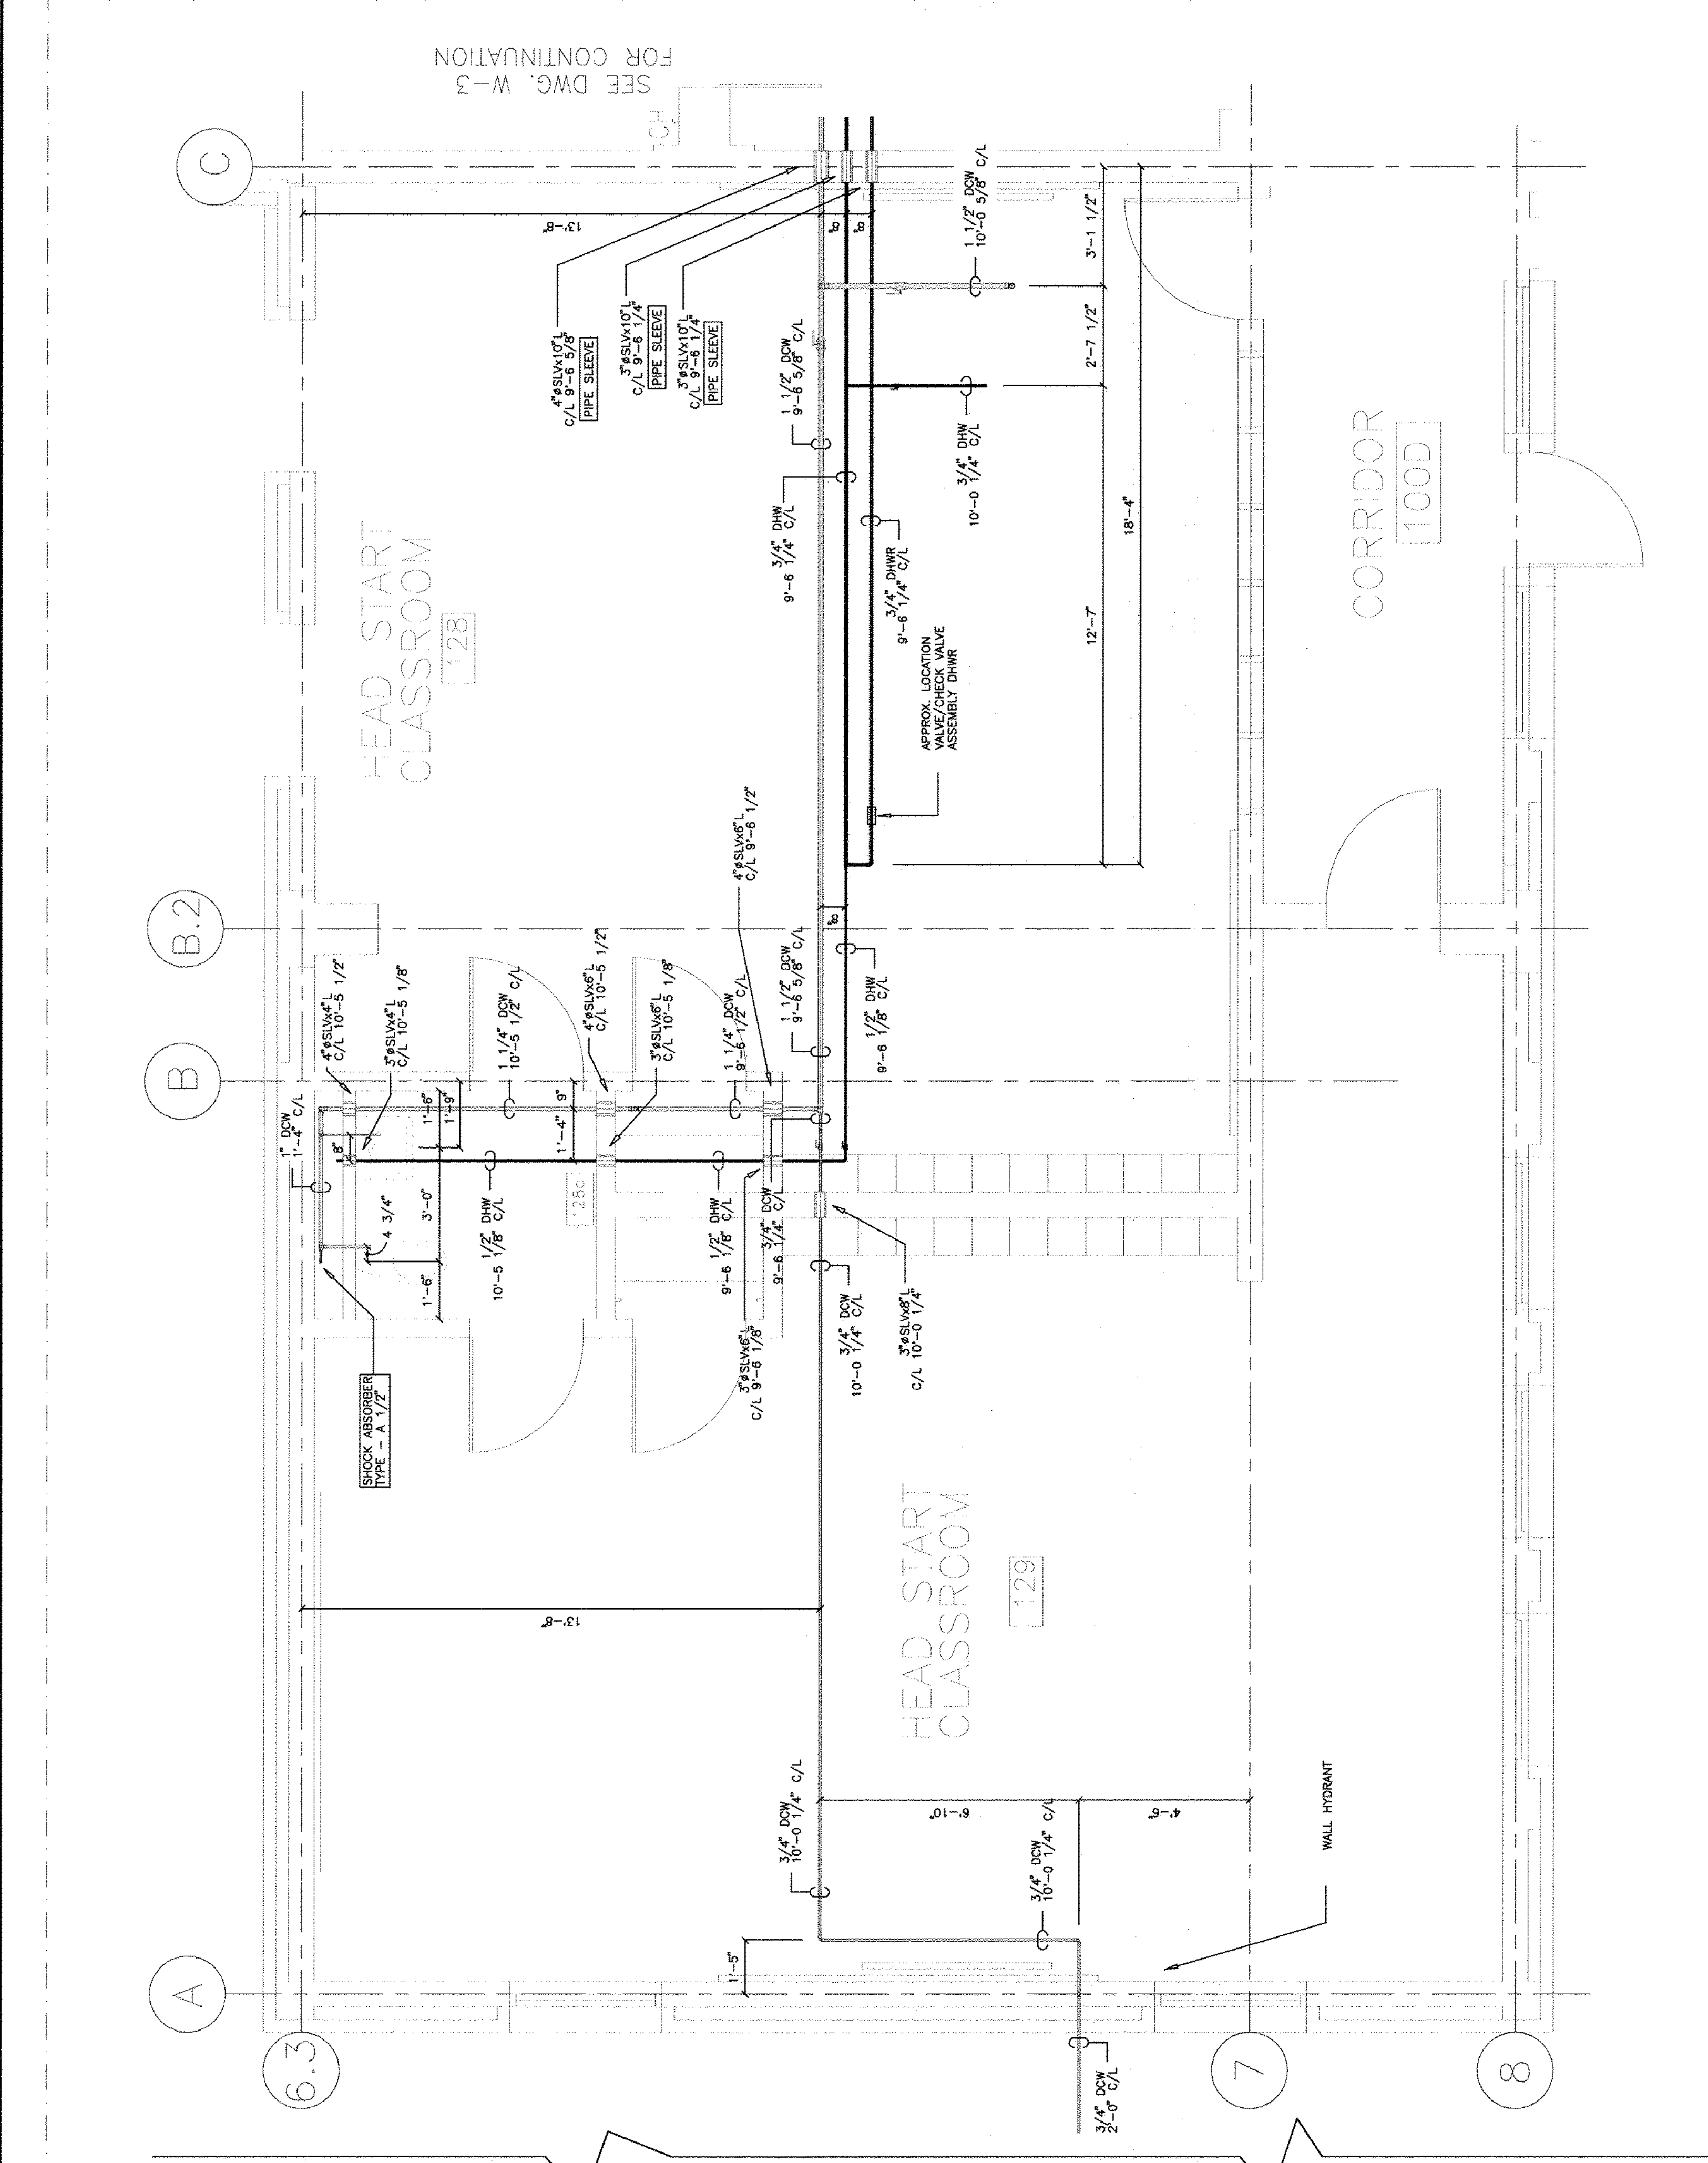 SEE DWG. W-3
FOR CONTINUATION
C
B.2
B
A
6.3
7
8
CH
HEAD START
CLASSROOM
128
4"øSLVx10"L
C/L 9'-6 5/8"
PIPE SLEEVE
3"øSLVx10"L
C/L 9'-6 1/4"
PIPE SLEEVE
3"øSLVx10"L
C/L 9'-6 1/4"
PIPE SLEEVE
13'-8"
8"
8"
1 1/2" DCW
10'-0 5/8" C/L
3'-1 1/2"
2'-7 1/2"
12'-7"
18'-4"
1 1/2" DCW
9'-6 5/8" C/L
3/4" DHW
9'-6 1/4" C/L
3/4" DHW
10'-0 1/4" C/L
3/4" DHWR
9'-6 1/4" C/L
APPROX. LOCATION
VALVE/CHECK VALVE
ASSEMBLY DHWR
CORRIDOR
100D
4"øSLVx6"L
C/L 9'-6 1/2"
8"
1 1/2" DCW
9'-6 5/8" C/L
1/2" DHW
9'-6 1/8" C/L
4"øSLVx4"L
C/L 10'-5 1/2"
3"øSLVx4"L
C/L 10'-5 1/8"
1 1/4" DCW
10'-5 1/2" C/L
4"øSLVx6"L
C/L 10'-5 1/2"
3"øSLVx6"L
C/L 10'-5 1/8"
1 1/4" DCW
9'-6 1/2" C/L
1" DCW
1'-4" C/L
8"
1'-6"
1'-9"
9"
1'-4"
3'-0"
4 3/4"
1'-6"
1/2" DHW
10'-5 1/8" C/L
128c
1/2" DHW
9'-6 1/8" C/L
3/4" DCW
9'-6 1/4" C/L
3"øSLVx6"L
C/L 9'-6 1/8"
3/4" DCW
10'-0 1/4" C/L
3"øSLVx8"L
C/L 10'-0 1/4"
SHOCK ABSORBER
TYPE - A 1/2"
13'-8"
HEAD START
CLASSROOM
129
3/4" DCW
10'-0 1/4" C/L
6'-10"
4'-6"
3/4" DCW
10'-0 1/4" C/L
WALL HYDRANT
1'-5"
3/4" DCW
2'-0" C/L